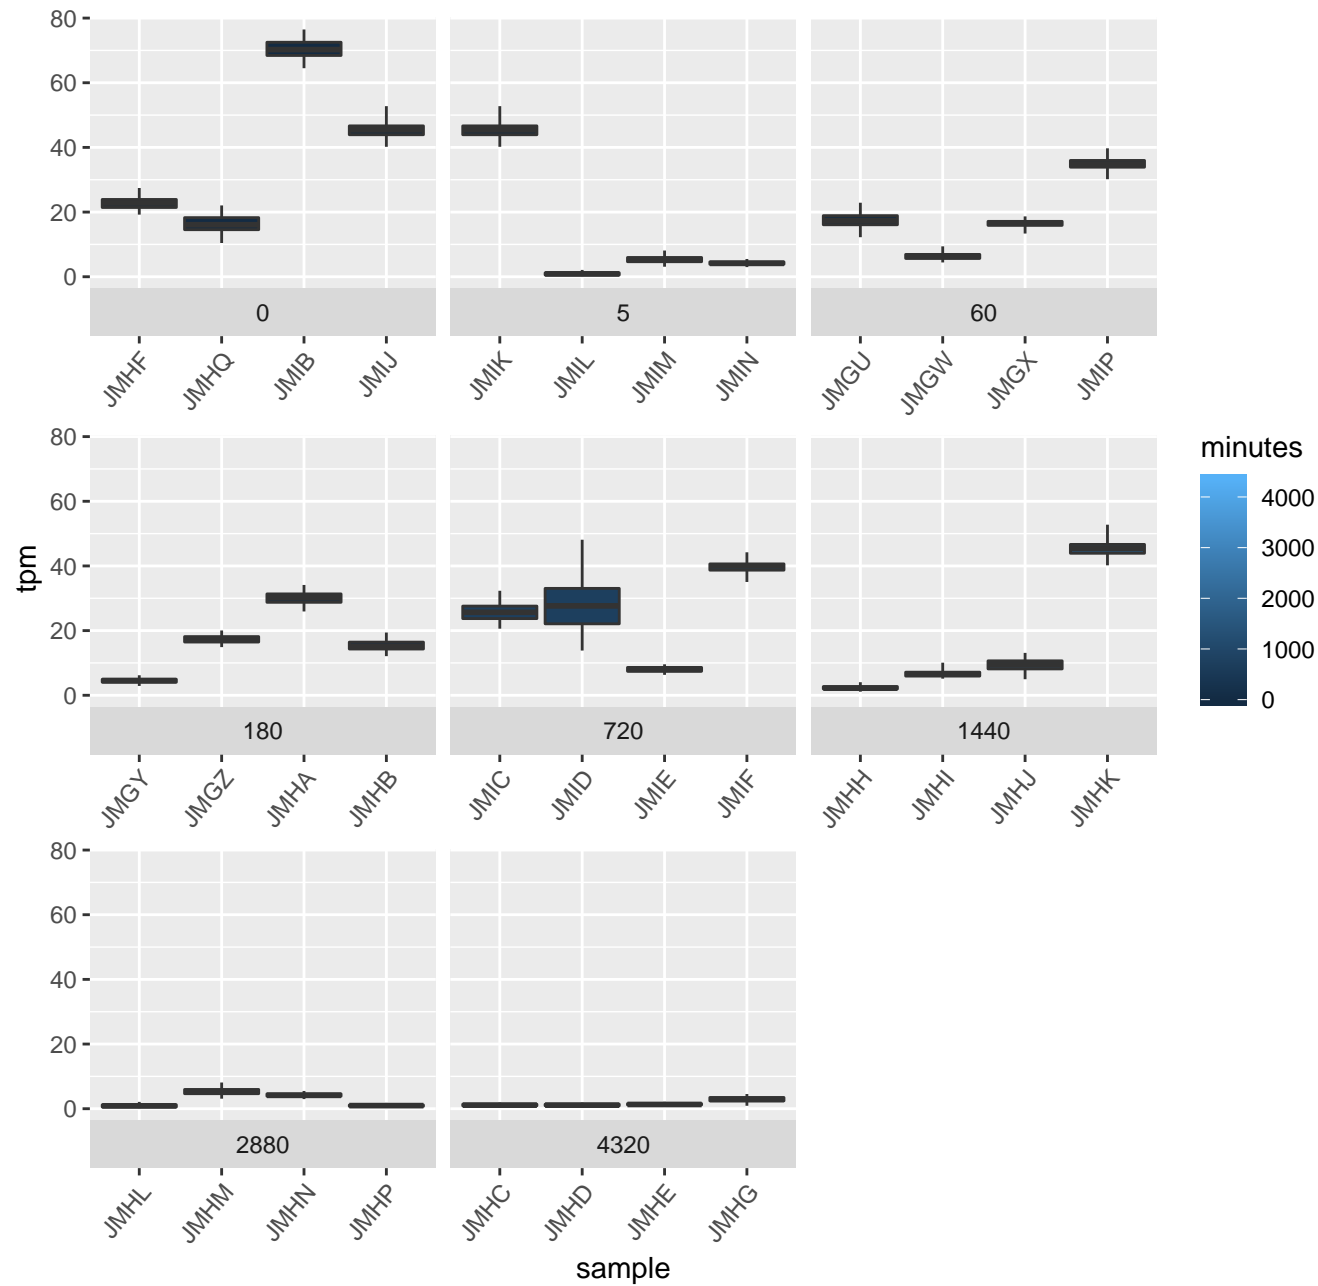 80
60
40
20
0
0
5
60
JMHF
JMHQ
JMIB
JMIJ
JMIK
JMIL
JMIM
JMIN
JMGU
JMGW
JMGX
JMIP
tpm
80
60
40
20
0
180
720
1440
JMGY
JMGZ
JMHA
JMHB
JMIC
JMID
JMIE
JMIF
JMHH
JMHI
JMHJ
JMHK
minutes
4000
3000
2000
1000
0
80
60
40
20
0
2880
4320
JMHL
JMHM
JMHN
JMHP
JMHC
JMHD
JMHE
JMHG
sample